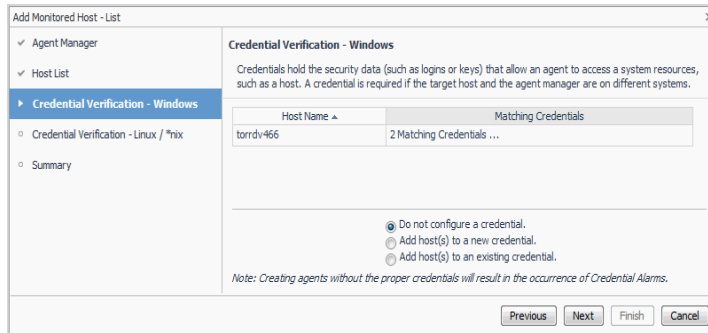 Add Monitored Host - List
Agent Manager
Host List
Credential Verification - Windows
Credential Verification - Linux / *nix
Summary
Credential Verification - Windows
Credentials hold the security data (such as logins or keys) that allow an agent to access a system resources,
such as a host. A credential is required if the target host and the agent manager are on different systems.
Host Name Matching Credentials
torrdv466 2 Matching Credentials ...
Do not configure a credential.
Add host(s) to a new credential.
Add host(s) to an existing credential.
Note: Creating agents without the proper credentials will result in the occurrence of Credential Alarms.
Previous Next Finish Cancel